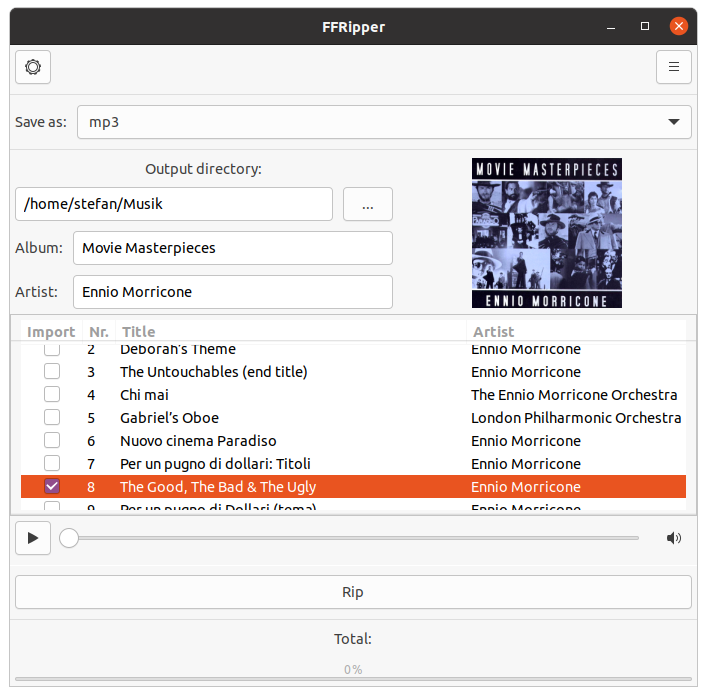 FFRipper
Save as: mp3
Output directory:
/home/stefan/Musik ...
Album: Movie Masterpieces
Artist: Ennio Morricone
MOVIE MASTERPIECES
ENNIO MORRICONE
Import Nr. Title Artist
2 Deborah's Theme Ennio Morricone
3 The Untouchables (end title) Ennio Morricone
4 Chi mai The Ennio Morricone Orchestra
5 Gabriel’s Oboe London Philharmonic Orchestra
6 Nuovo cinema Paradiso Ennio Morricone
7 Per un pugno di dollari: Titoli Ennio Morricone
8 The Good, The Bad & The Ugly Ennio Morricone
9 Per un pugno di Dollari (tema) Ennio Morricone
Rip
Total:
0%